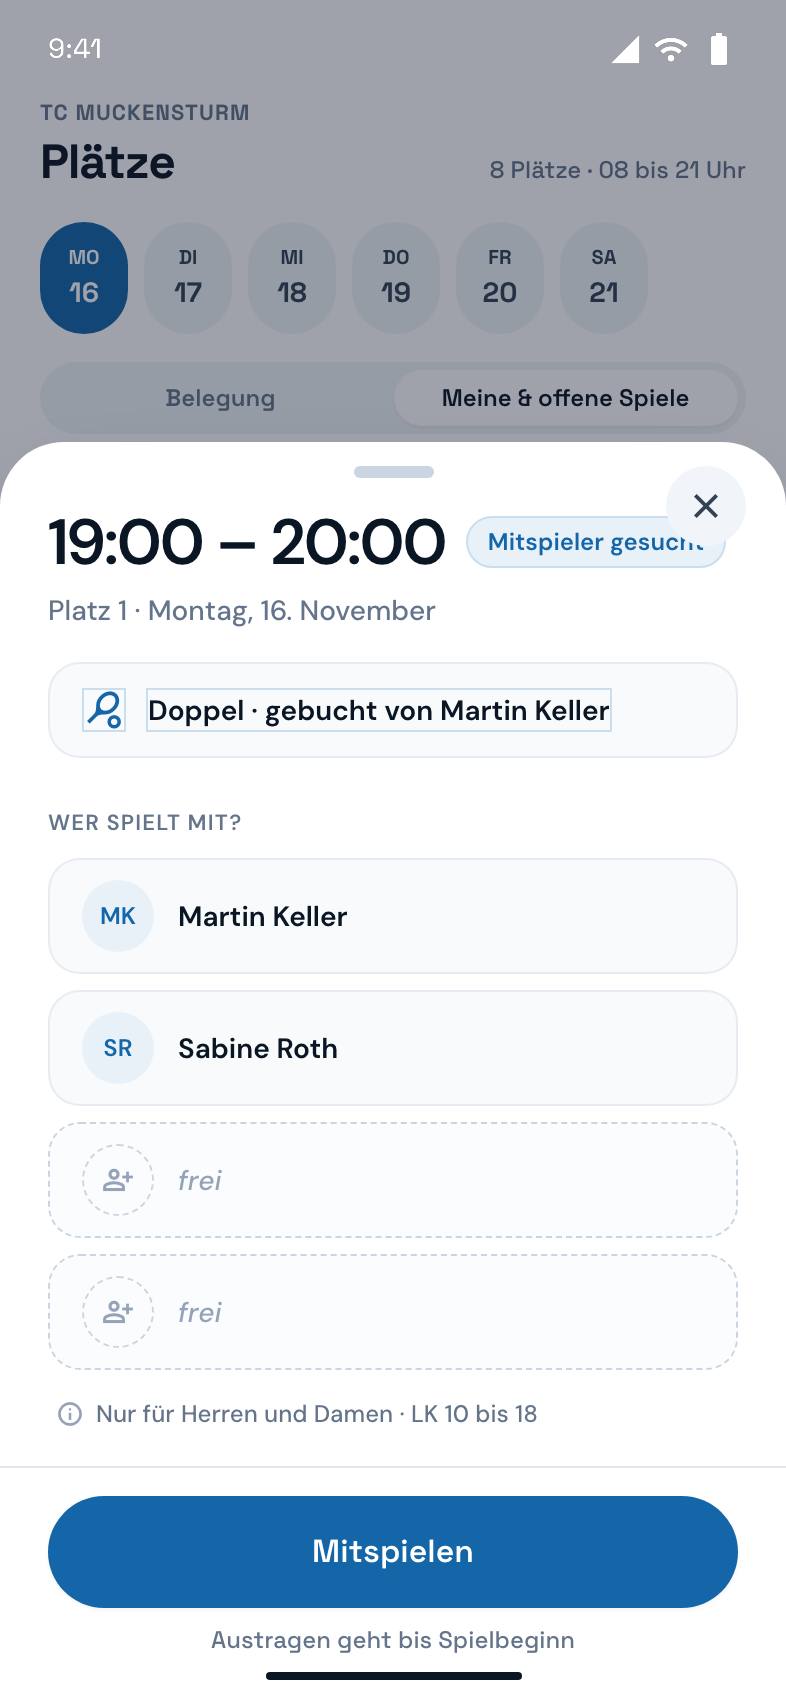 9:41
TC MUCKENSTURM
Plätze
8 Plätze · 08 bis 21 Uhr
MO DI MI DO FR SA
16 17 18 19 20 21
Belegung Meine & offene Spiele
19:00 – 20:00 Mitspieler gesucht
Platz 1 · Montag, 16. November
Doppel · gebucht von Martin Keller
WER SPIELT MIT?
MK Martin Keller
SR Sabine Roth
frei
frei
Nur für Herren und Damen · LK 10 bis 18
Mitspielen
Austragen geht bis Spielbeginn